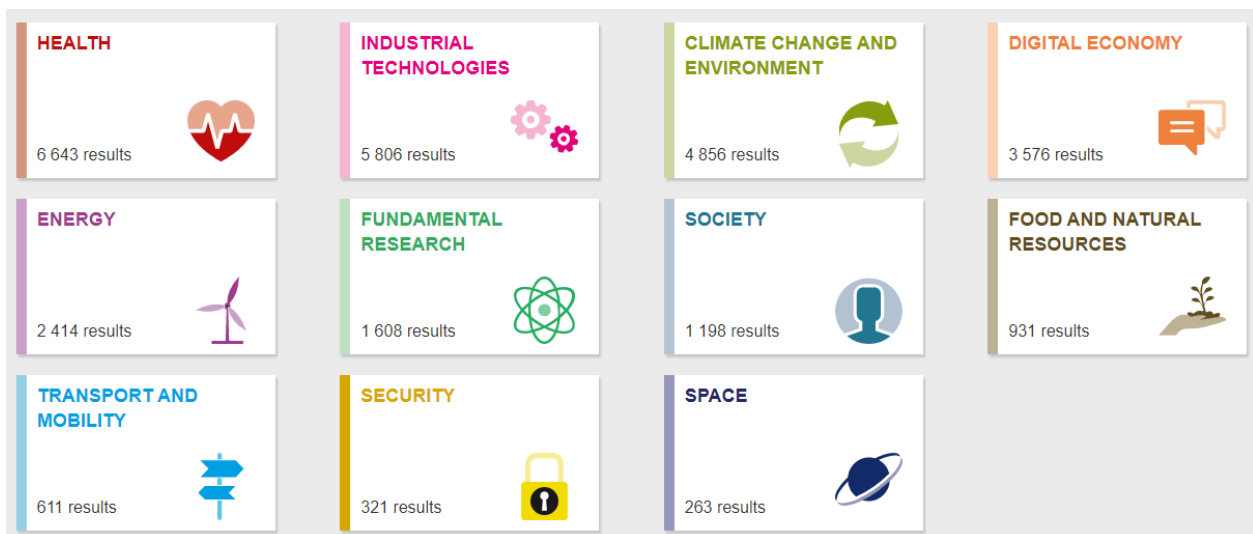 HEALTH
6 643 results
INDUSTRIAL
TECHNOLOGIES
5 806 results
CLIMATE CHANGE AND
ENVIRONMENT
4 856 results
DIGITAL ECONOMY
3 576 results
ENERGY
2 414 results
FUNDAMENTAL
RESEARCH
1 608 results
SOCIETY
1 198 results
FOOD AND NATURAL
RESOURCES
931 results
TRANSPORT AND
MOBILITY
611 results
SECURITY
321 results
SPACE
263 results